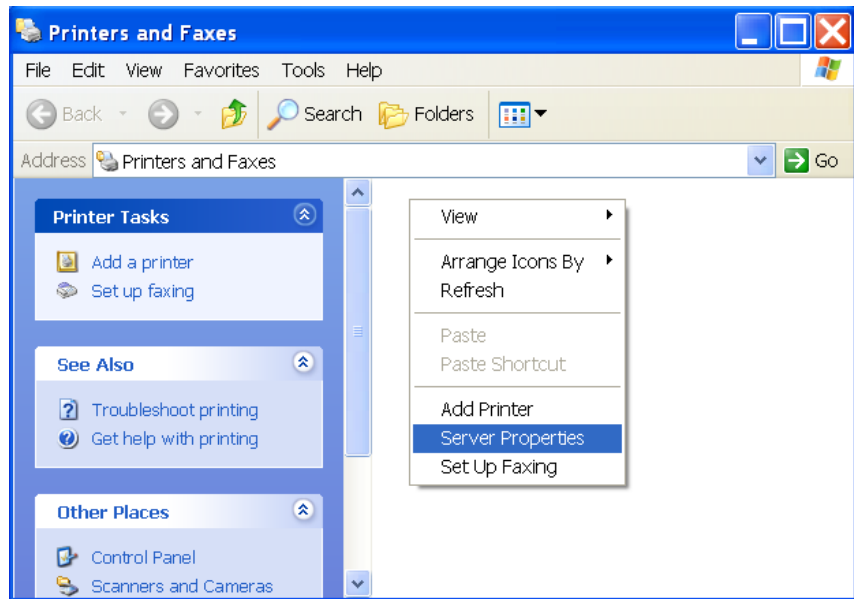 Printers and Faxes
File Edit View Favorites Tools Help
Back Search Folders
Address Printers and Faxes Go
Printer Tasks
Add a printer
Set up faxing
See Also
Troubleshoot printing
Get help with printing
Other Places
Control Panel
Scanners and Cameras
View
Arrange Icons By
Refresh
Paste
Paste Shortcut
Add Printer
Server Properties
Set Up Faxing